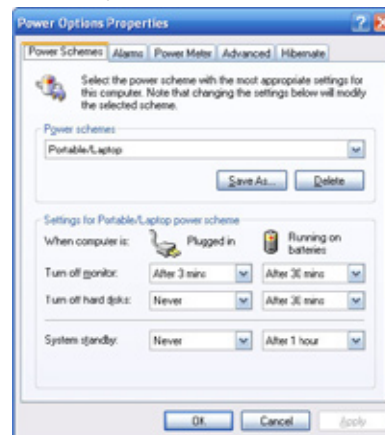 Power Options Properties
Power Schemes Alarms Power Meter Advanced Hibernate
Select the power scheme with the most appropriate settings for
this computer. Note that changing the settings below will modify
the selected scheme.
Power schemes
Portable/Laptop
Save As... Delete
Settings for Portable/Laptop power scheme
When computer is: Plugged in Running on
batteries
Turn off monitor: After 3 mins After 30 mins
Turn off hard disks: Never After 30 mins
System standby: Never After 1 hour
OK Cancel Apply